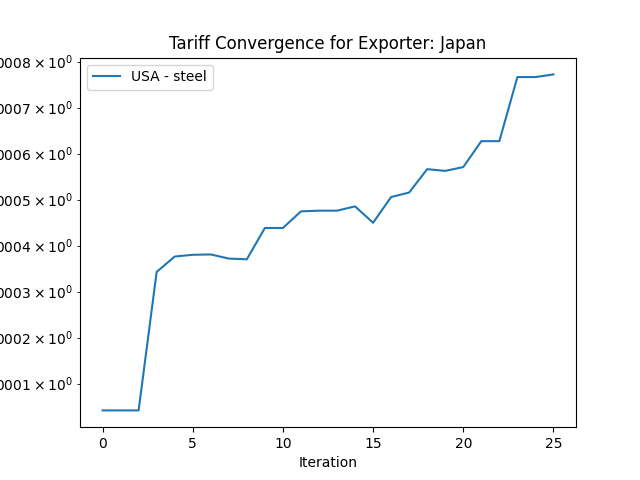 Tariff Convergence for Exporter: Japan
USA - steel
0008 × 10⁰
0007 × 10⁰
0006 × 10⁰
0005 × 10⁰
0004 × 10⁰
0003 × 10⁰
0002 × 10⁰
0001 × 10⁰
0 5 10 15 20 25
Iteration